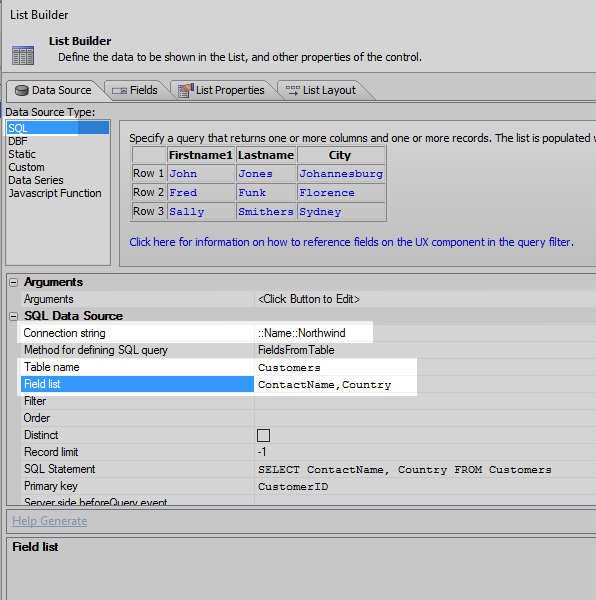 List Builder
List Builder
Define the data to be shown in the List, and other properties of the control.
Data Source Fields List Properties List Layout
Data Source Type:
SQL
DBF
Static
Custom
Data Series
Javascript Function
Specify a query that returns one or more columns and one or more records. The list is populated w
Firstname1 Lastname City
Row 1 John Jones Johannesburg
Row 2 Fred Funk Florence
Row 3 Sally Smithers Sydney
Click here for information on how to reference fields on the UX component in the query filter.
Arguments
Arguments <Click Button to Edit>
SQL Data Source
Connection string ::Name::Northwind
Method for defining SQL query FieldsFromTable
Table name Customers
Field list ContactName,Country
Filter
Order
Distinct
Record limit -1
SQL Statement SELECT ContactName, Country FROM Customers
Primary key CustomerID
Server side beforeQuery event
Help Generate
Field list